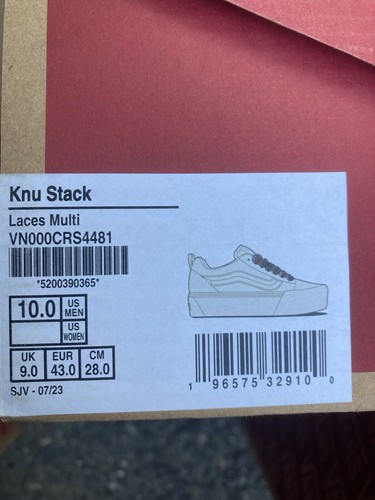 Knu Stack
Laces Multi
VN000CRS4481
*5200390365*
10.0 US MEN
US WOMEN
UK 9.0 EUR 43.0 CM 28.0
SJV - 07/23
1 96575 32910 0